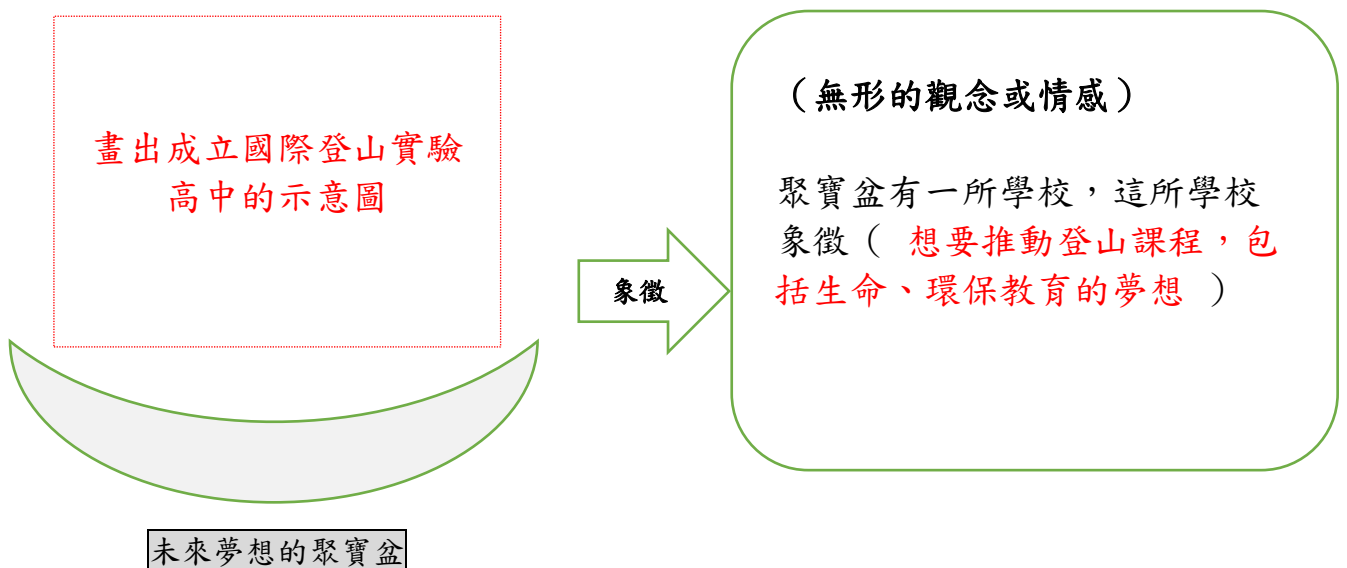 畫出成立國際登山實驗
高中的示意圖
未來夢想的聚寶盆
象徵
（無形的觀念或情感）
聚寶盆有一所學校，這所學校
象徵（ 想要推動登山課程，包
括生命、環保教育的夢想 ）